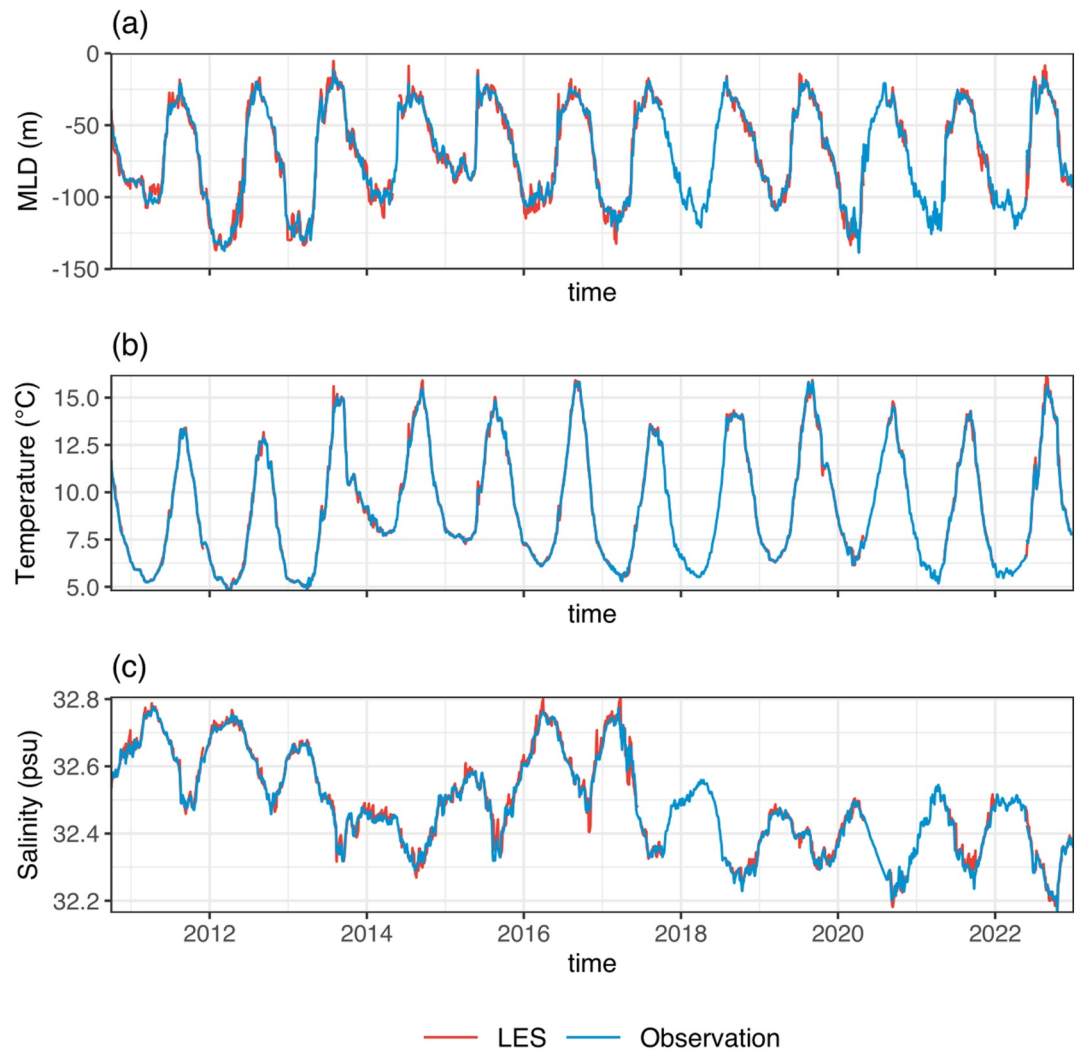 (a)
0
-50
-100
-150
MLD (m)
time
(b)
15.0
12.5
10.0
7.5
5.0
Temperature (°C)
time
(c)
32.8
32.6
32.4
32.2
Salinity (psu)
2012 2014 2016 2018 2020 2022
time
LES Observation